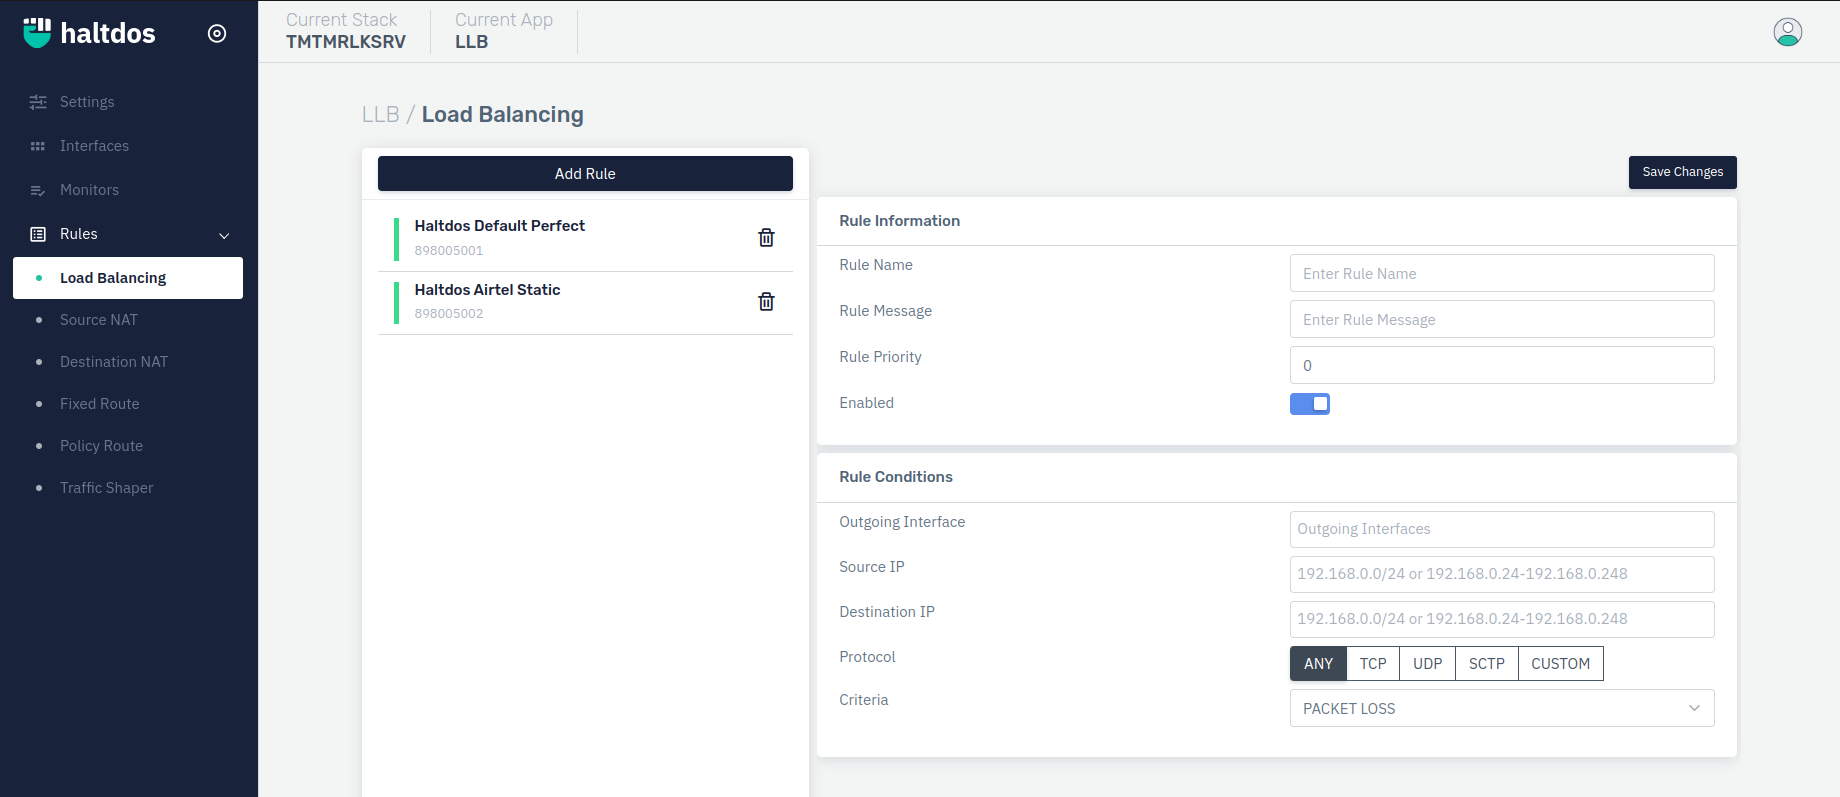 haltdos
Current Stack
TMTMRLKSRV
Current App
LLB
Settings
Interfaces
Monitors
Rules
Load Balancing
Source NAT
Destination NAT
Fixed Route
Policy Route
Traffic Shaper
LLB / Load Balancing
Add Rule
Haltdos Default Perfect
898005001
Haltdos Airtel Static
898005002
Save Changes
Rule Information
Rule Name
Enter Rule Name
Rule Message
Enter Rule Message
Rule Priority
0
Enabled
Rule Conditions
Outgoing Interface
Outgoing Interfaces
Source IP
192.168.0.0/24 or 192.168.0.24-192.168.0.248
Destination IP
192.168.0.0/24 or 192.168.0.24-192.168.0.248
Protocol
ANY TCP UDP SCTP CUSTOM
Criteria
PACKET LOSS